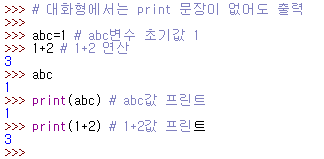 >>> # 대화형에서는 print 문장이 없어도 출력
>>>
>>> abc=1 # abc변수 초기값 1
>>> 1+2 # 1+2 연산
3
>>> abc
1
>>> print(abc) # abc값 프린트
1
>>> print(1+2) # 1+2값 프린트
3
>>>